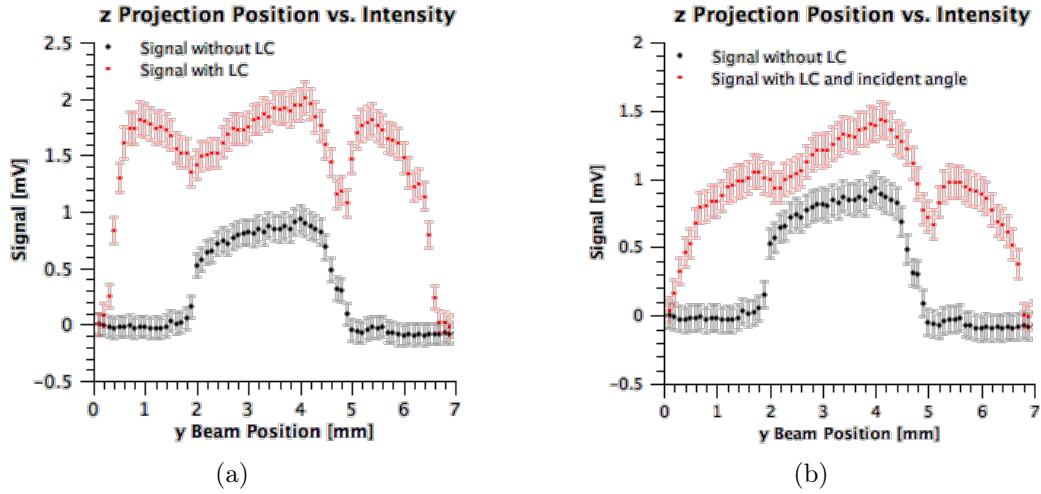 z Projection Position vs. Intensity
Signal without LC
Signal with LC
Signal [mV]
2.5
2
1.5
1
0.5
0
−0.5
0 1 2 3 4 5 6 7
y Beam Position [mm]
(a)
z Projection Position vs. Intensity
Signal without LC
Signal with LC and incident angle
Signal [mV]
2
1.5
1
0.5
0
−0.5
0 1 2 3 4 5 6 7
y Beam Position [mm]
(b)